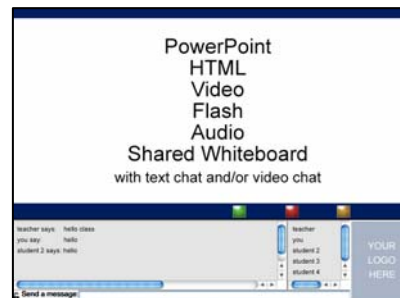 PowerPoint
HTML
Video
Flash
Audio
Shared Whiteboard
with text chat and/or video chat
teacher says: hello class
you say: hello
student 2 says: hello
teacher
you
student 2
student 3
student 4
YOUR
LOGO
HERE
Send a message: